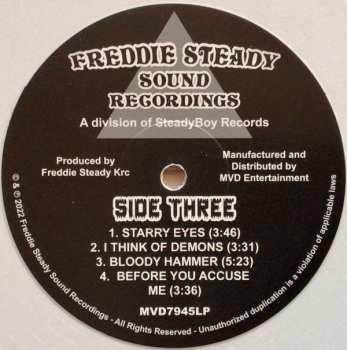 FREDDIE STEADY
SOUND
RECORDINGS
A division of SteadyBoy Records
Produced by
Freddie Steady Krc
Manufactured and
Distributed by
MVD Entertainment
SIDE THREE
1. STARRY EYES (3:46)
2. I THINK OF DEMONS (3:31)
3. BLOODY HAMMER (5:23)
4. BEFORE YOU ACCUSE
ME (3:36)
MVD7945LP
© & ℗ 2022 Freddie Steady Sound Recordings - All Rights Reserved - Unauthorized duplication is a violation of applicable laws